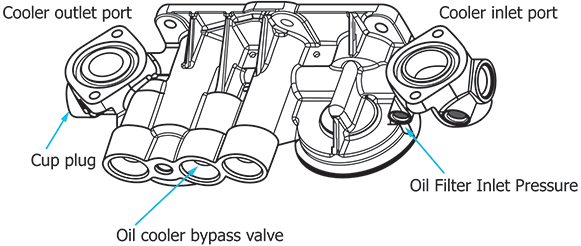 Cooler outlet port
Cooler inlet port
Cup plug
Oil Filter Inlet Pressure
Oil cooler bypass valve